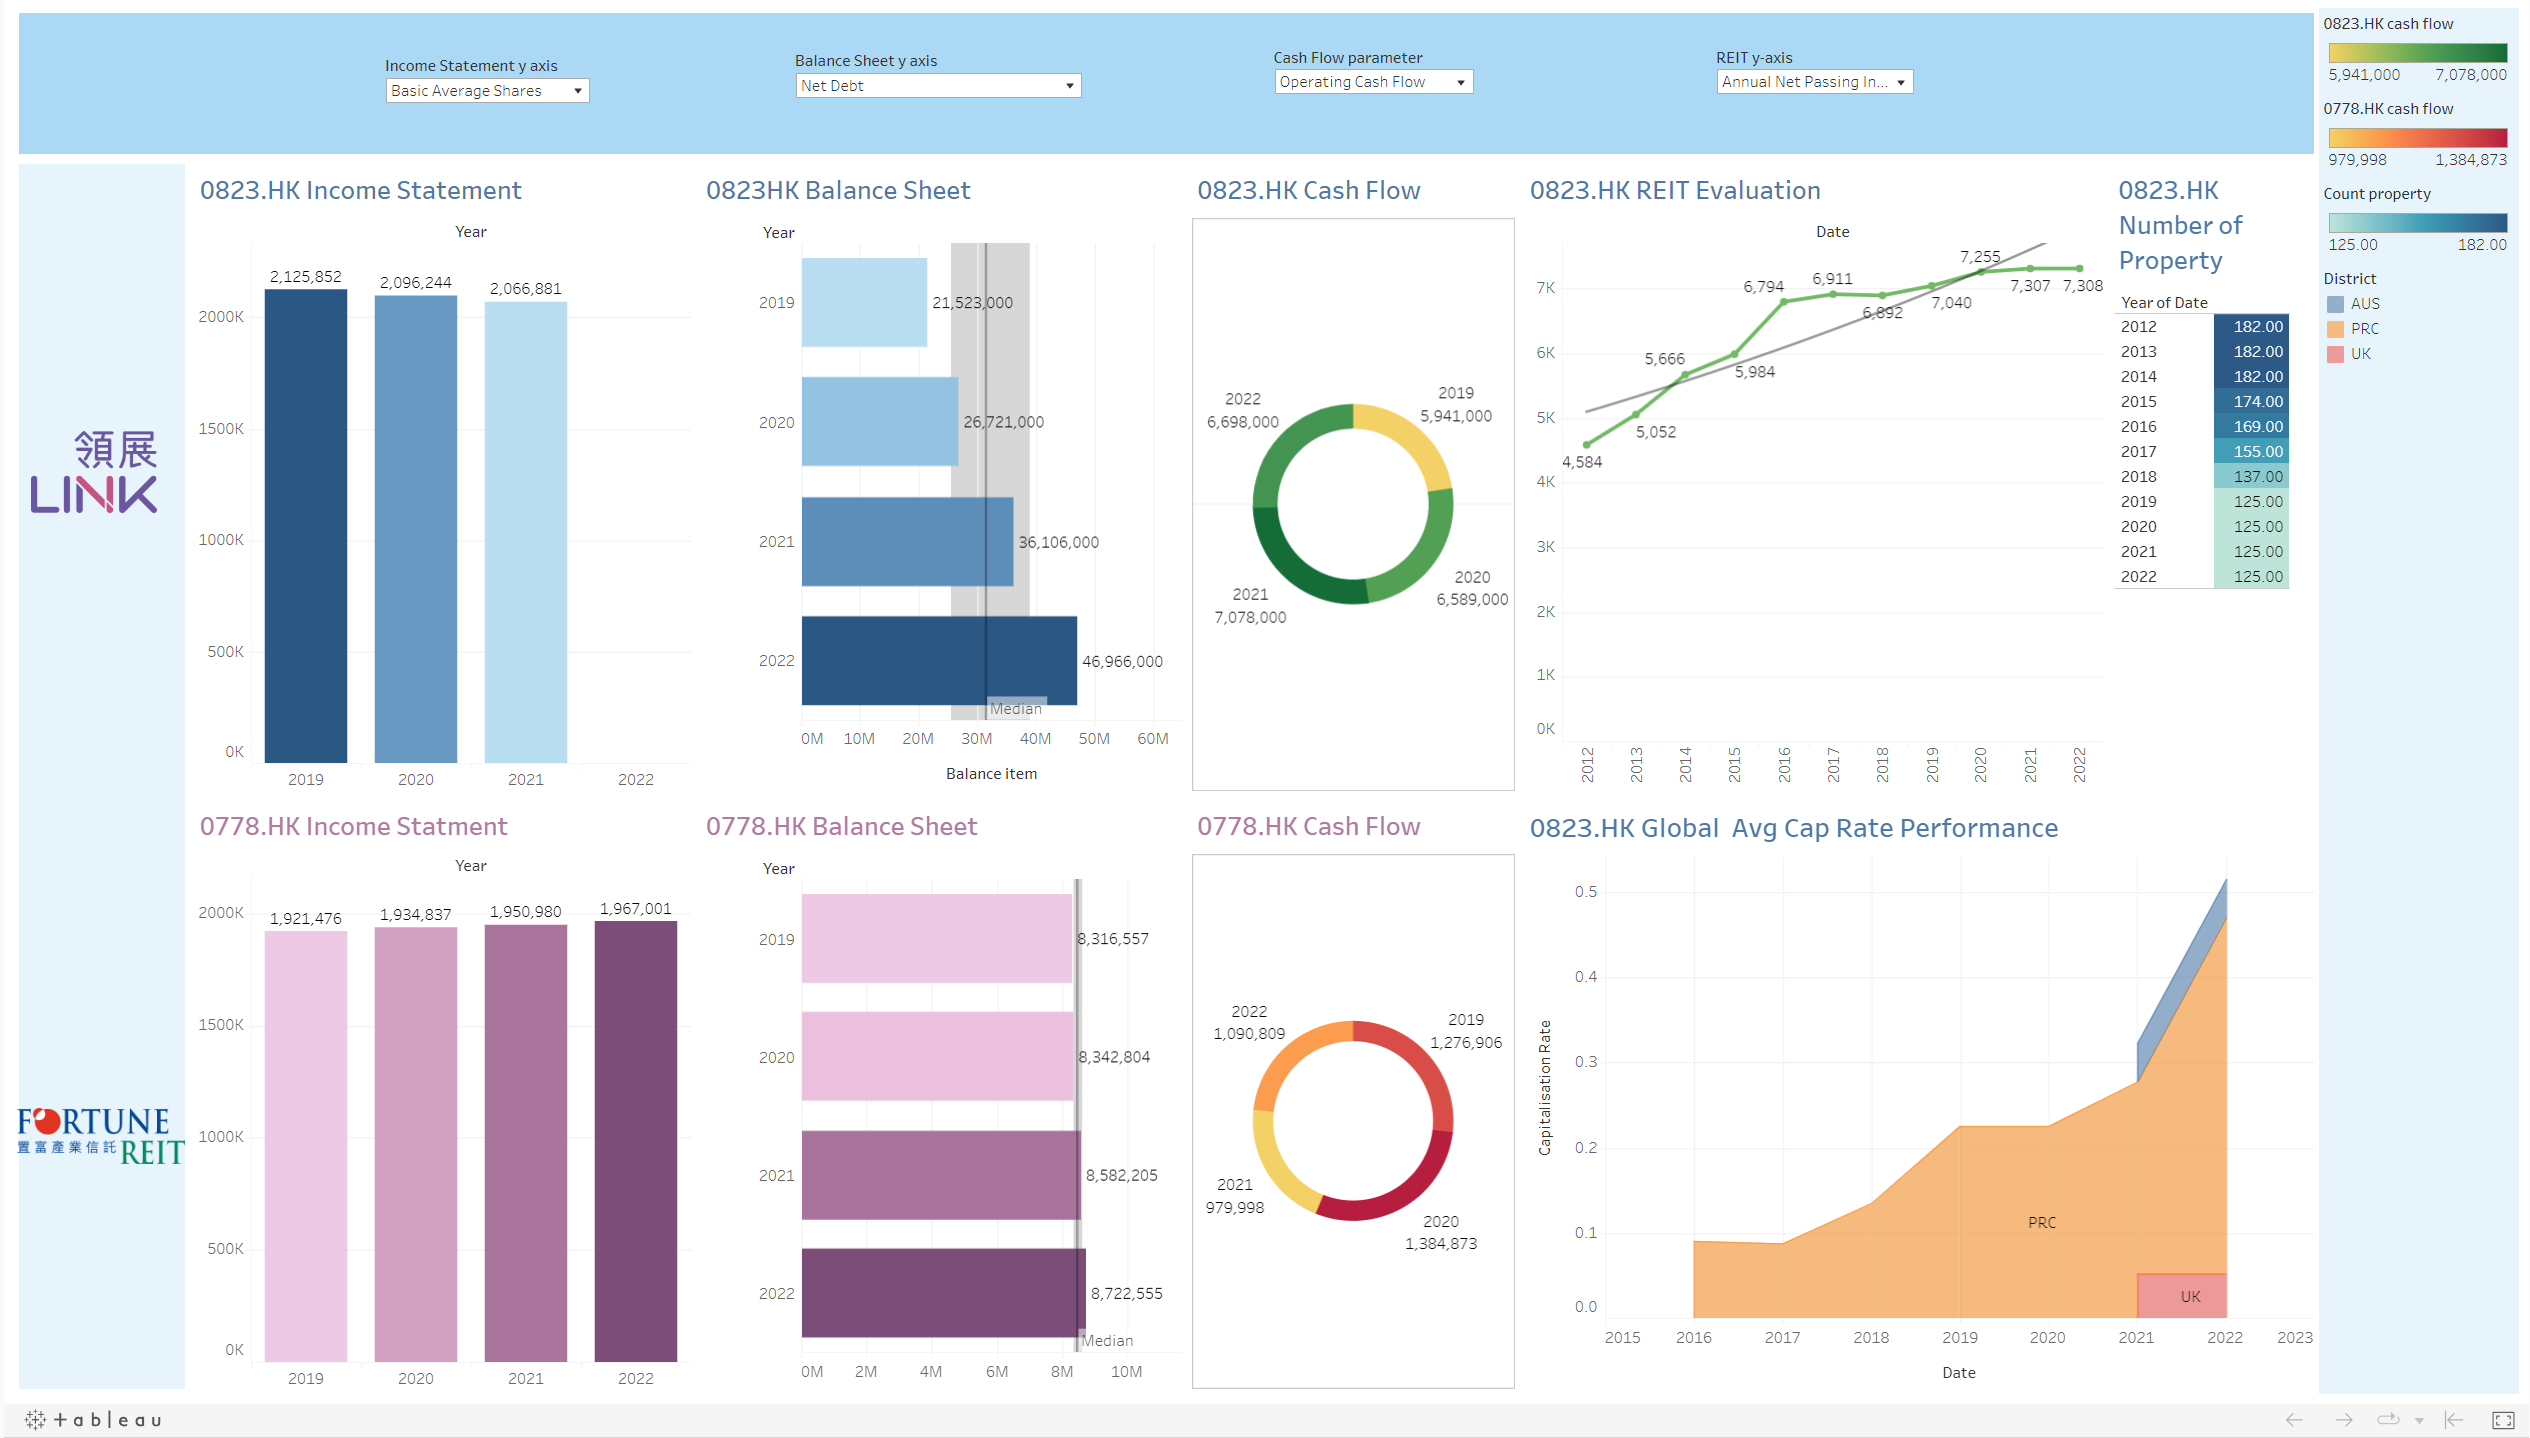 Income Statement y axis
Basic Average Shares
Balance Sheet y axis
Net Debt
Cash Flow parameter
Operating Cash Flow
REIT y-axis
Annual Net Passing In...
0823.HK cash flow
5,941,000 7,078,000
0778.HK cash flow
979,998 1,384,873
Count property
125.00 182.00
District
AUS
PRC
UK
領展
LINK
FORTUNE
置富產業信託 REIT
0823.HK Income Statement
Year
2,125,852
2,096,244
2,066,881
2000K
1500K
1000K
500K
0K
2019 2020 2021 2022
0823HK Balance Sheet
Year
2019 21,523,000
2020 26,721,000
2021 36,106,000
2022 46,966,000
Median
0M 10M 20M 30M 40M 50M 60M
Balance item
0823.HK Cash Flow
2022
6,698,000
2019
5,941,000
2021
7,078,000
2020
6,589,000
0823.HK REIT Evaluation
Date
7K
6K
5K
4K
3K
2K
1K
0K
4,584
5,052
5,666
5,984
6,794
6,911
6,892
7,040
7,255
7,307
7,308
2012 2013 2014 2015 2016 2017 2018 2019 2020 2021 2022
0823.HK
Number of
Property
Year of Date
2012 182.00
2013 182.00
2014 182.00
2015 174.00
2016 169.00
2017 155.00
2018 137.00
2019 125.00
2020 125.00
2021 125.00
2022 125.00
0778.HK Income Statment
Year
1,921,476
1,934,837
1,950,980
1,967,001
2000K
1500K
1000K
500K
0K
2019 2020 2021 2022
0778.HK Balance Sheet
Year
2019 8,316,557
2020 8,342,804
2021 8,582,205
2022 8,722,555
Median
0M 2M 4M 6M 8M 10M
0778.HK Cash Flow
2022
1,090,809
2019
1,276,906
2021
979,998
2020
1,384,873
0823.HK Global  Avg Cap Rate Performance
Capitalisation Rate
0.5
0.4
0.3
0.2
0.1
0.0
PRC
UK
2015 2016 2017 2018 2019 2020 2021 2022 2023
Date
+ableau